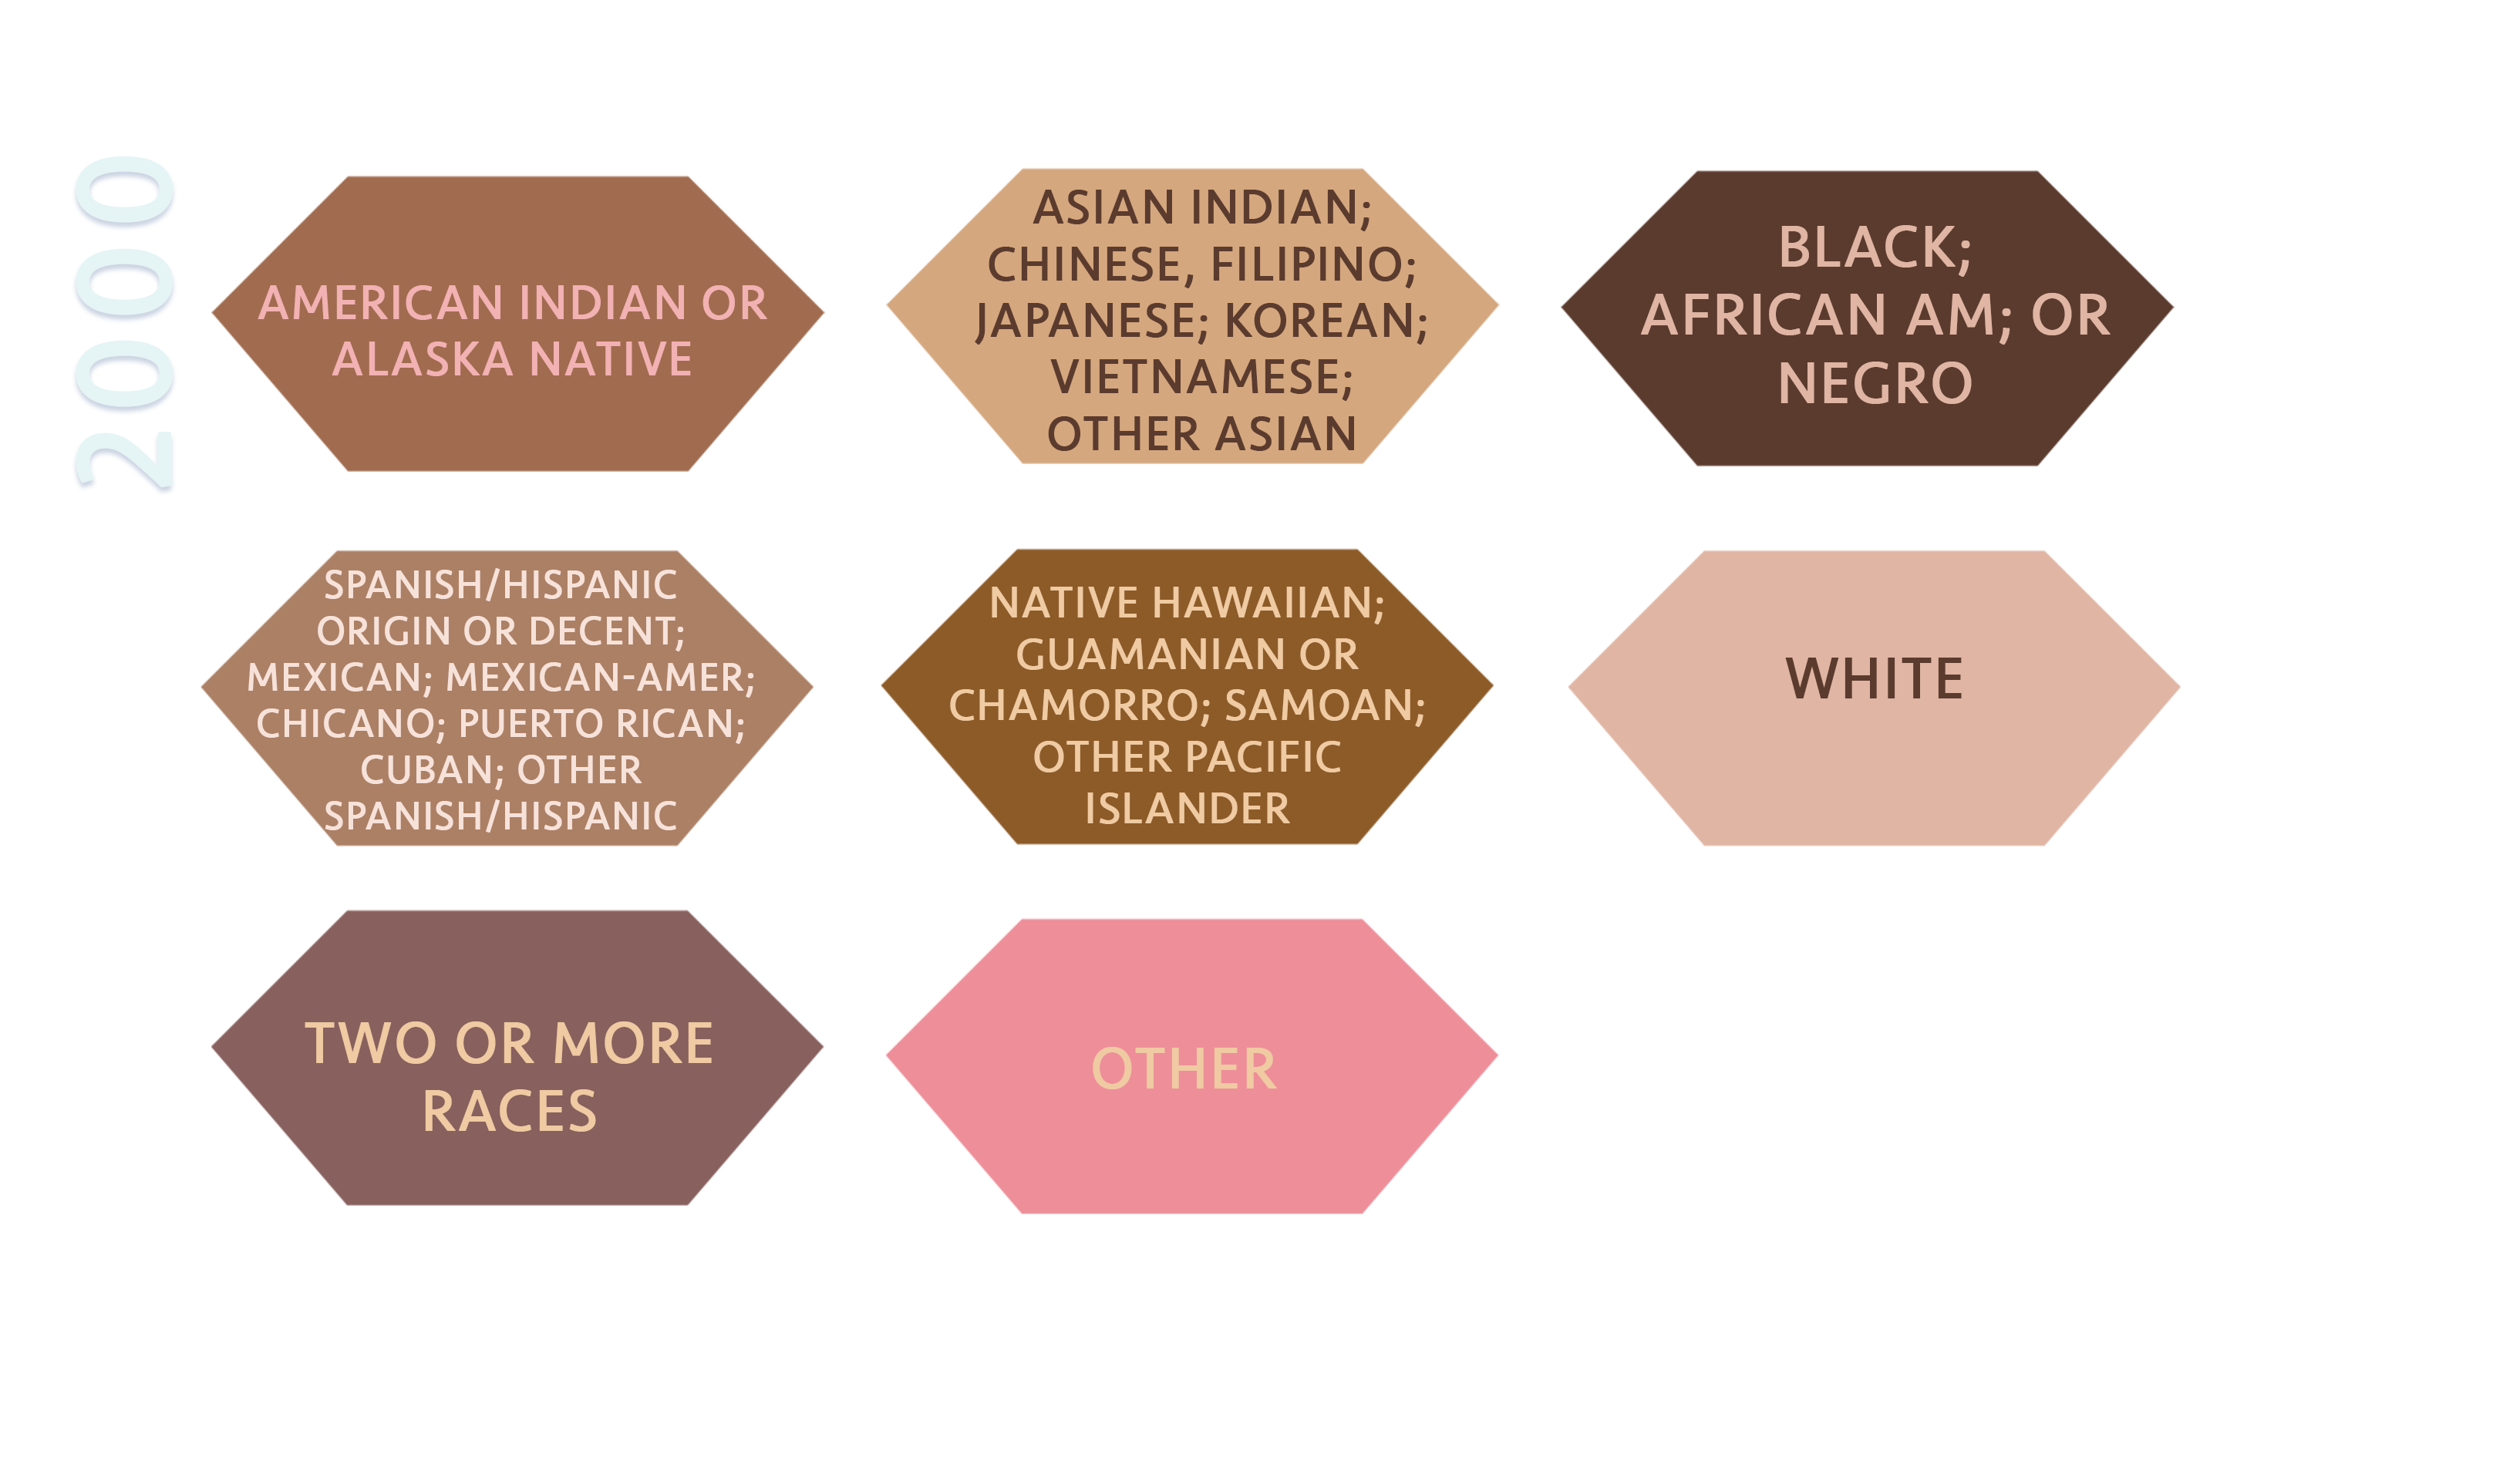 2000
AMERICAN INDIAN OR
ALASKA NATIVE
ASIAN INDIAN;
CHINESE, FILIPINO;
JAPANESE; KOREAN;
VIETNAMESE;
OTHER ASIAN
BLACK;
AFRICAN AM; OR
NEGRO
SPANISH/HISPANIC
ORIGIN OR DECENT;
MEXICAN; MEXICAN-AMER;
CHICANO; PUERTO RICAN;
CUBAN; OTHER
SPANISH/HISPANIC
NATIVE HAWAIIAN;
GUAMANIAN OR
CHAMORRO; SAMOAN;
OTHER PACIFIC
ISLANDER
WHITE
TWO OR MORE
RACES
OTHER